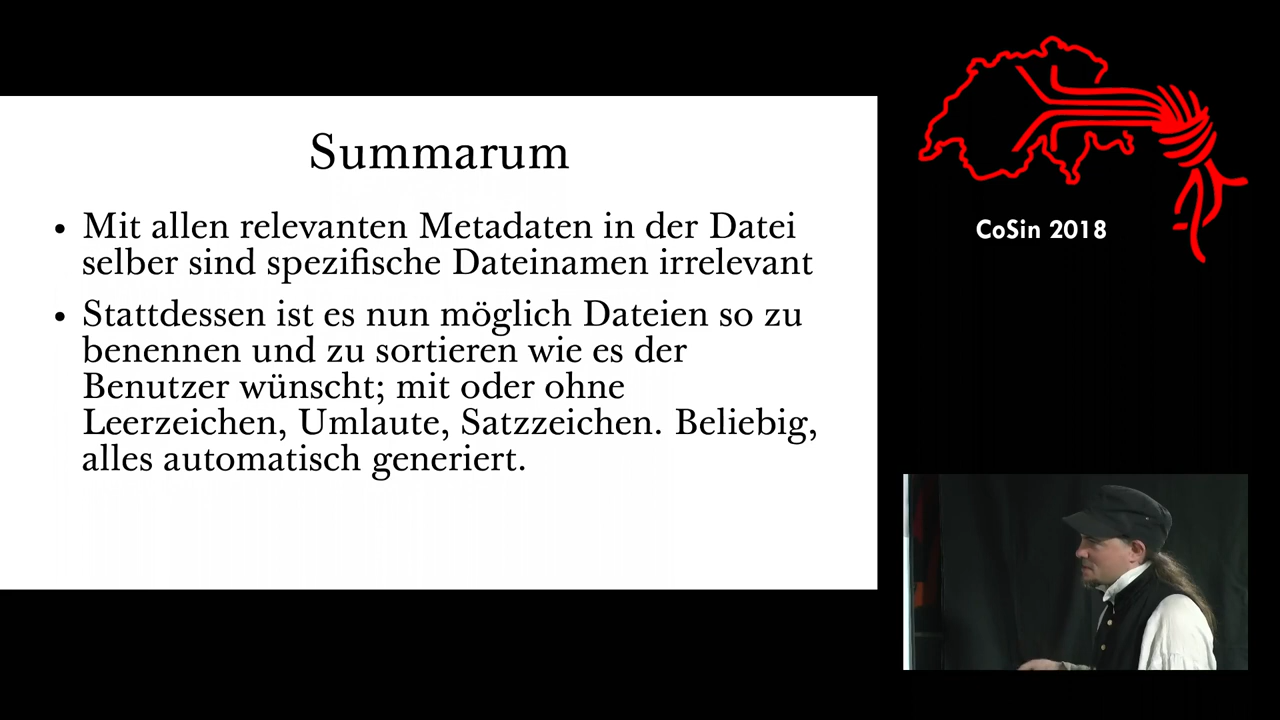 Summarum
• Mit allen relevanten Metadaten in der Datei
selber sind spezifische Dateinamen irrelevant
• Stattdessen ist es nun möglich Dateien so zu
benennen und zu sortieren wie es der
Benutzer wünscht; mit oder ohne
Leerzeichen, Umlaute, Satzzeichen. Beliebig,
alles automatisch generiert.
CoSin 2018